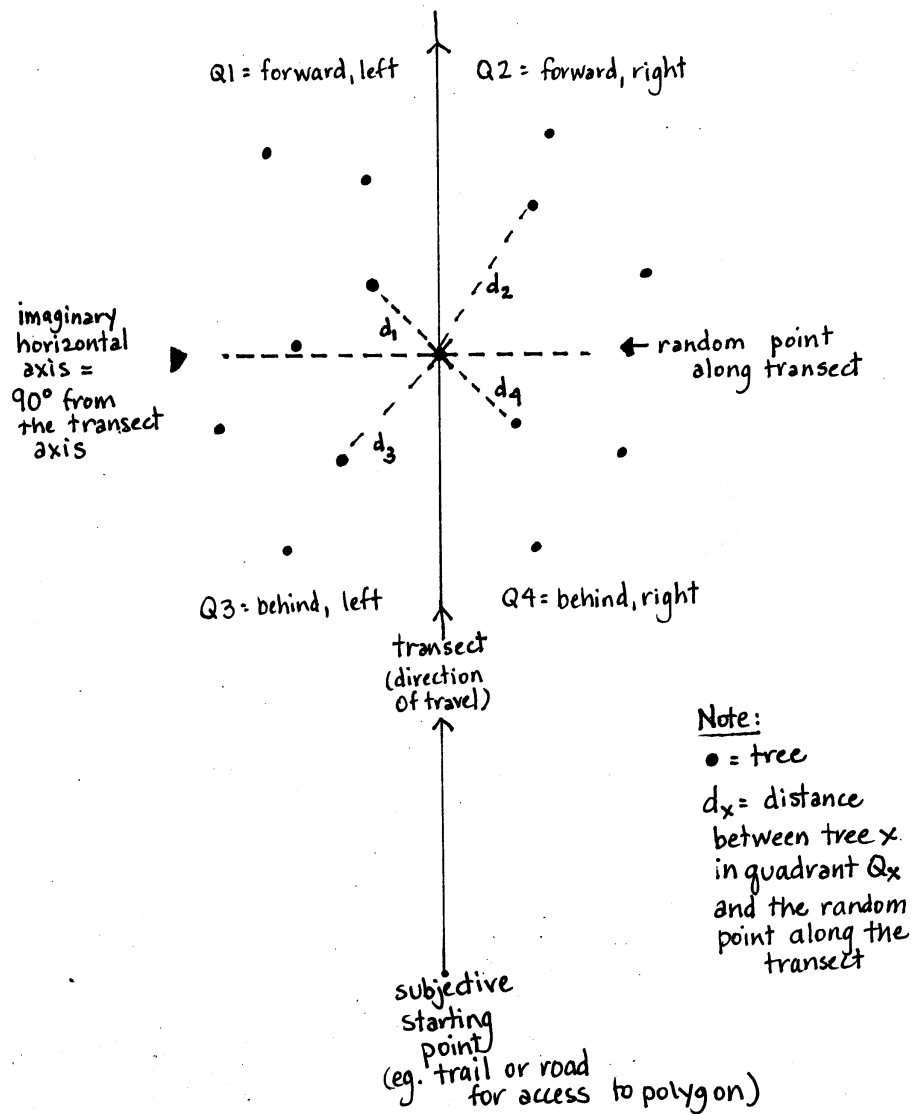 Q1 = forward, left
Q2 = forward, right
d2
d1
imaginary
horizontal
axis =
90° from
the transect
axis
random point
along transect
d4
d3
Q3 = behind, left
Q4 = behind, right
transect
(direction
of travel)
Note:
● = tree
dx = distance
between tree x
in quadrant Qx
and the random
point along the
transect
subjective
starting
point
(eg. trail or road
for access to polygon)